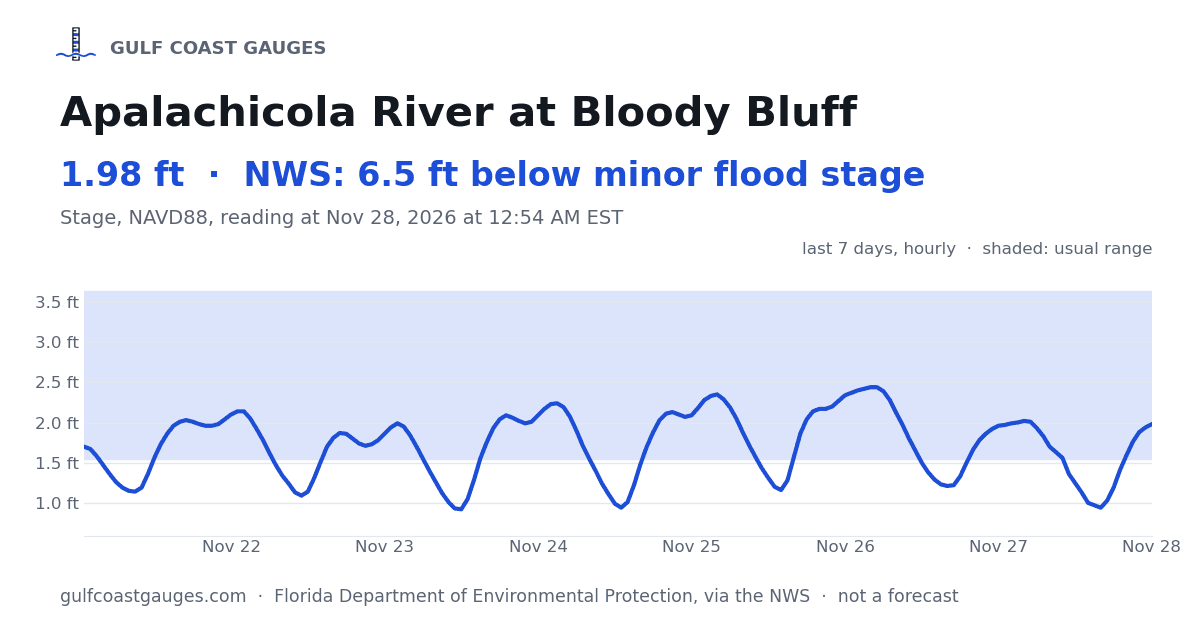 GULF COAST GAUGES
Apalachicola River at Bloody Bluff
1.98 ft · NWS: 6.5 ft below minor flood stage
Stage, NAVD88, reading at Nov 28, 2026 at 12:54 AM EST
last 7 days, hourly · shaded: usual range
3.5 ft
3.0 ft
2.5 ft
2.0 ft
1.5 ft
1.0 ft
Nov 22 Nov 23 Nov 24 Nov 25 Nov 26 Nov 27 Nov 28
gulfcoastgauges.com · Florida Department of Environmental Protection, via the NWS · not a forecast